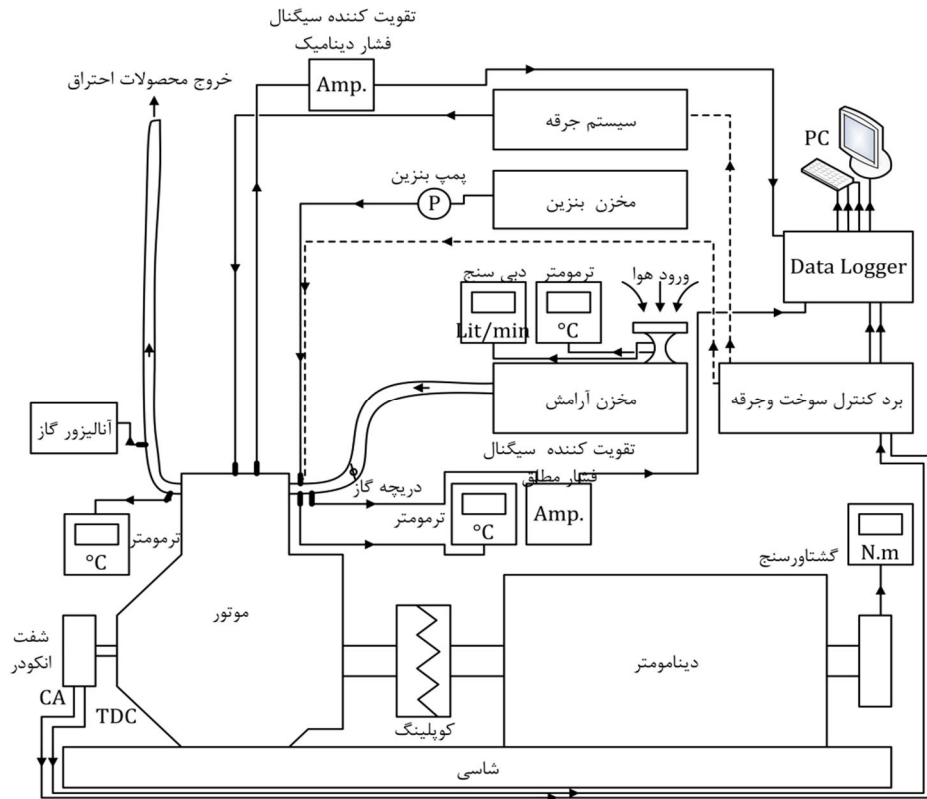 تقویت کننده سیگنال
فشار دینامیک
Amp.
خروج محصولات احتراق
سیستم جرقه
PC
پمپ بنزین
P
مخزن بنزین
Data Logger
دبی سنج
ترمومتر
ورود هوا
Lit/min
°C
مخزن آرامش
برد کنترل سوخت وجرقه
آنالیزور گاز
تقویت کننده سیگنال
فشار مطلق
دریچه گاز
ترمومتر
°C
Amp.
ترمومتر
°C
گشتاورسنج
N.m
موتور
شفت
انکودر
دینامومتر
CA
TDC
کوپلینگ
شاسی